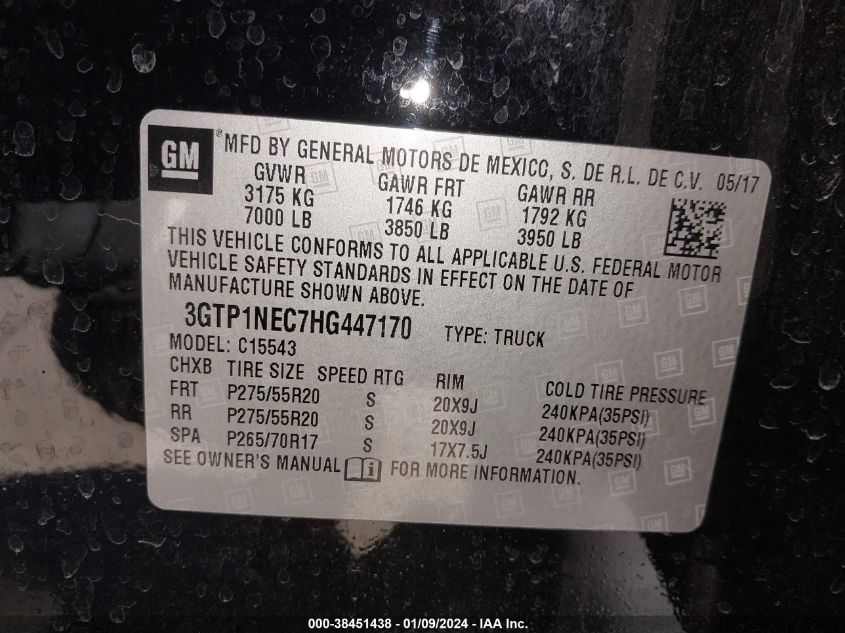 GM ® MFD BY GENERAL MOTORS DE MEXICO, S. DE R.L. DE C.V. 05/17
GVWR GAWR FRT GAWR RR
3175 KG 1746 KG 1792 KG
7000 LB 3850 LB 3950 LB
THIS VEHICLE CONFORMS TO ALL APPLICABLE U.S. FEDERAL MOTOR
VEHICLE SAFETY STANDARDS IN EFFECT ON THE DATE OF
MANUFACTURE SHOWN ABOVE.
3GTP1NEC7HG447170 TYPE: TRUCK
MODEL: C15543
CHXB TIRE SIZE SPEED RTG RIM COLD TIRE PRESSURE
FRT P275/55R20 S 20X9J 240KPA(35PSI)
RR P275/55R20 S 20X9J 240KPA(35PSI)
SPA P265/70R17 S 17X7.5J 240KPA(35PSI)
SEE OWNER'S MANUAL i FOR MORE INFORMATION.
000-38451438 - 01/09/2024 - IAA Inc.